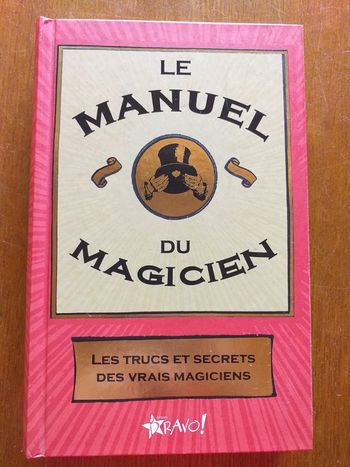 LE
MANUEL
DU
MAGICIEN
LES TRUCS ET SECRETS
DES VRAIS MAGICIENS
BRAVO!